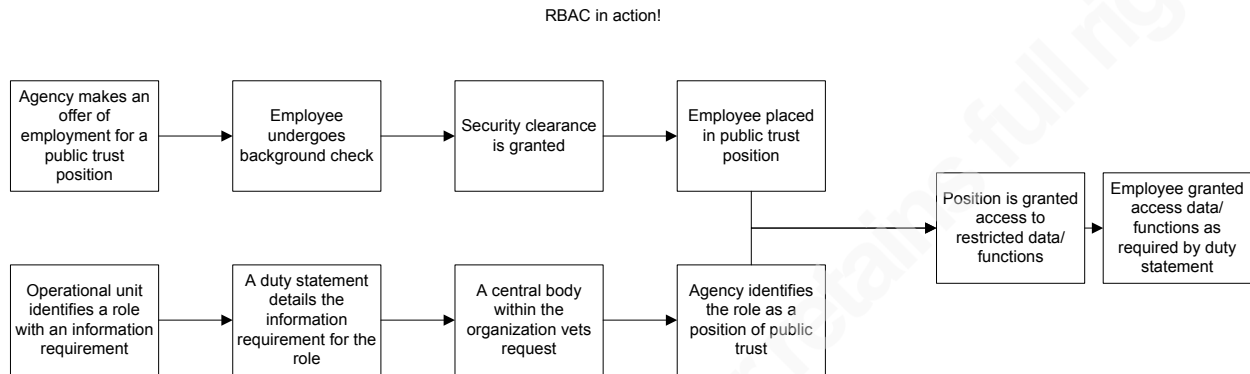 RBAC in action!
Agency makes an
offer of
employment for a
public trust
position
Employee
undergoes
background check
Security clearance
is granted
Employee placed
in public trust
position
Operational unit
identifies a role
with an information
requirement
A duty statement
details the
information
requirement for the
role
A central body
within the
organization vets
request
Agency identifies
the role as a
position of public
trust
Position is granted
access to
restricted data/
functions
Employee granted
access data/
functions as
required by duty
statement
retains full rig